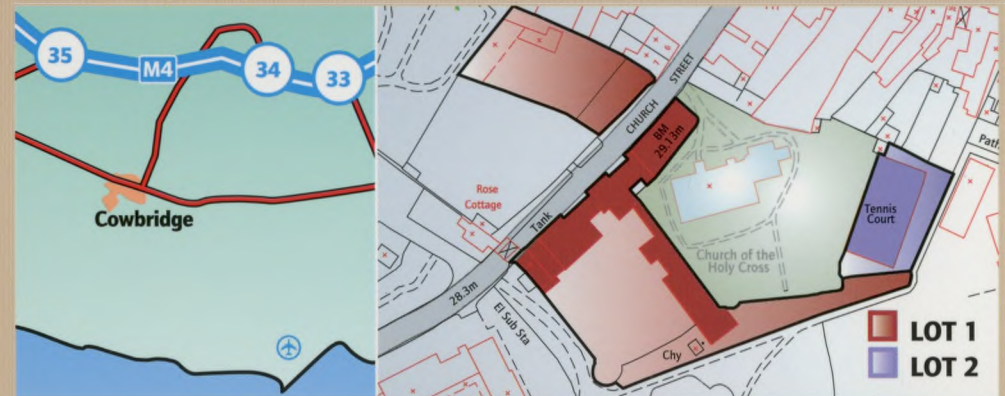 35
M4
34
33
Cowbridge
CHURCH STREET
BM
29.13m
Rose
Cottage
Tank
28.3m
El Sub Sta
Church of the
Holy Cross
Tennis
Court
Path
Chy
LOT 1
LOT 2